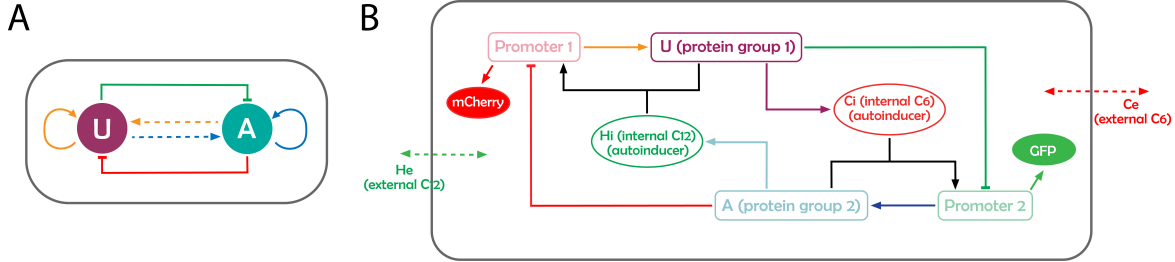 A
B
U
A
Promoter 1
U (protein group 1)
mCherry
Ci (internal C6)
(autoinducer)
Ce
(external C6)
Hi (internal C12)
(autoinducer)
GFP
He
(external C12)
A (protein group 2)
Promoter 2